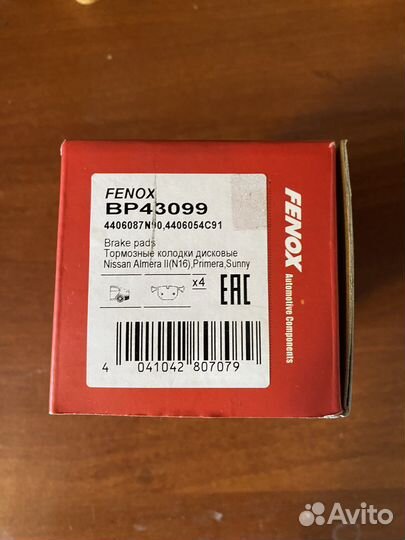 FENOX
BP43099
4406087N90,4406054C91
Brake pads
Тормозные колодки дисковые
Nissan Almera II(N16),Primera,Sunny
x4
EAC
4 041042 807079
FENOX
Automotive Components
Avito